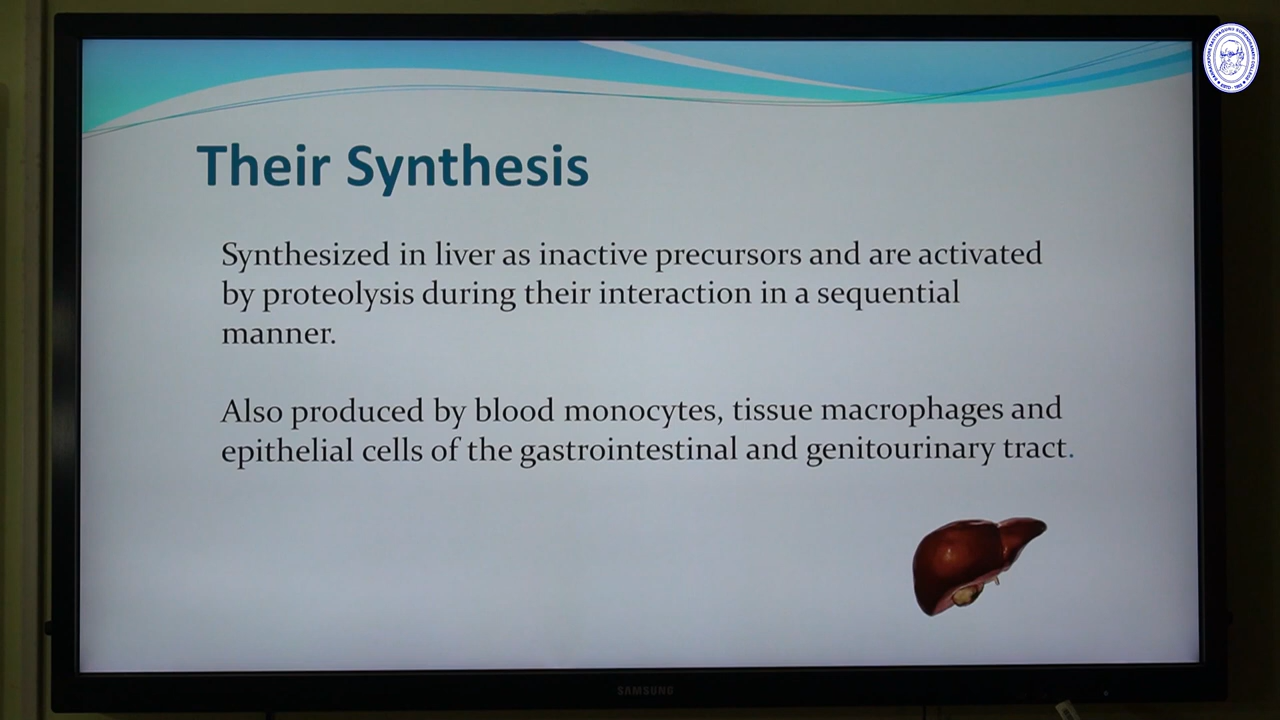 Their Synthesis
Synthesized in liver as inactive precursors and are activated
by proteolysis during their interaction in a sequential
manner.
Also produced by blood monocytes, tissue macrophages and
epithelial cells of the gastrointestinal and genitourinary tract.
SAMSUNG